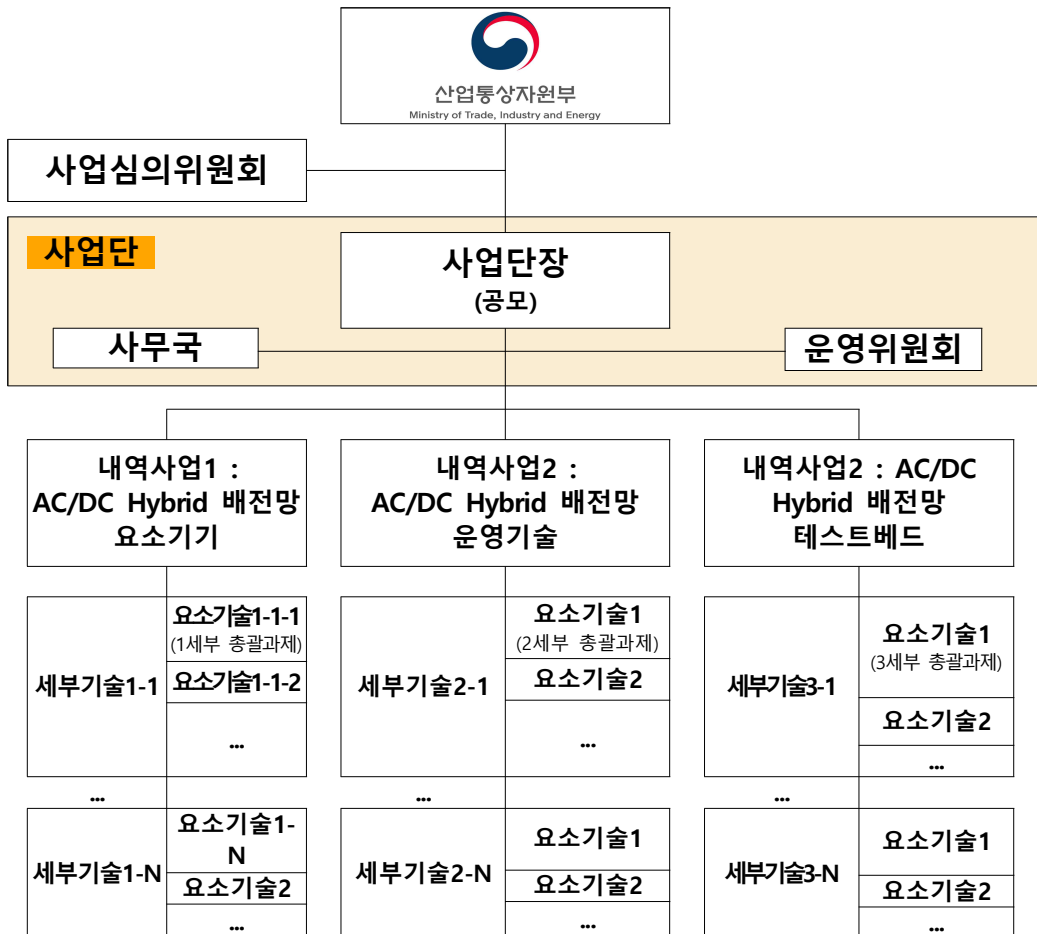 산업통상자원부
Ministry of Trade, Industry and Energy
사업심의위원회
사업단
사업단장
(공모)
사무국
운영위원회
내역사업1 :
AC/DC Hybrid 배전망
요소기기
내역사업2 :
AC/DC Hybrid 배전망
운영기술
내역사업2 : AC/DC
Hybrid 배전망
테스트베드
세부기술1-1
요소기술1-1-1
(1세부 총괄과제)
요소기술1-1-2
...
세부기술2-1
요소기술1
(2세부 총괄과제)
요소기술2
...
세부기술3-1
요소기술1
(3세부 총괄과제)
요소기술2
...
...
...
...
세부기술1-N
요소기술1-
N
요소기술2
...
세부기술2-N
요소기술1
요소기술2
...
세부기술3-N
요소기술1
요소기술2
...